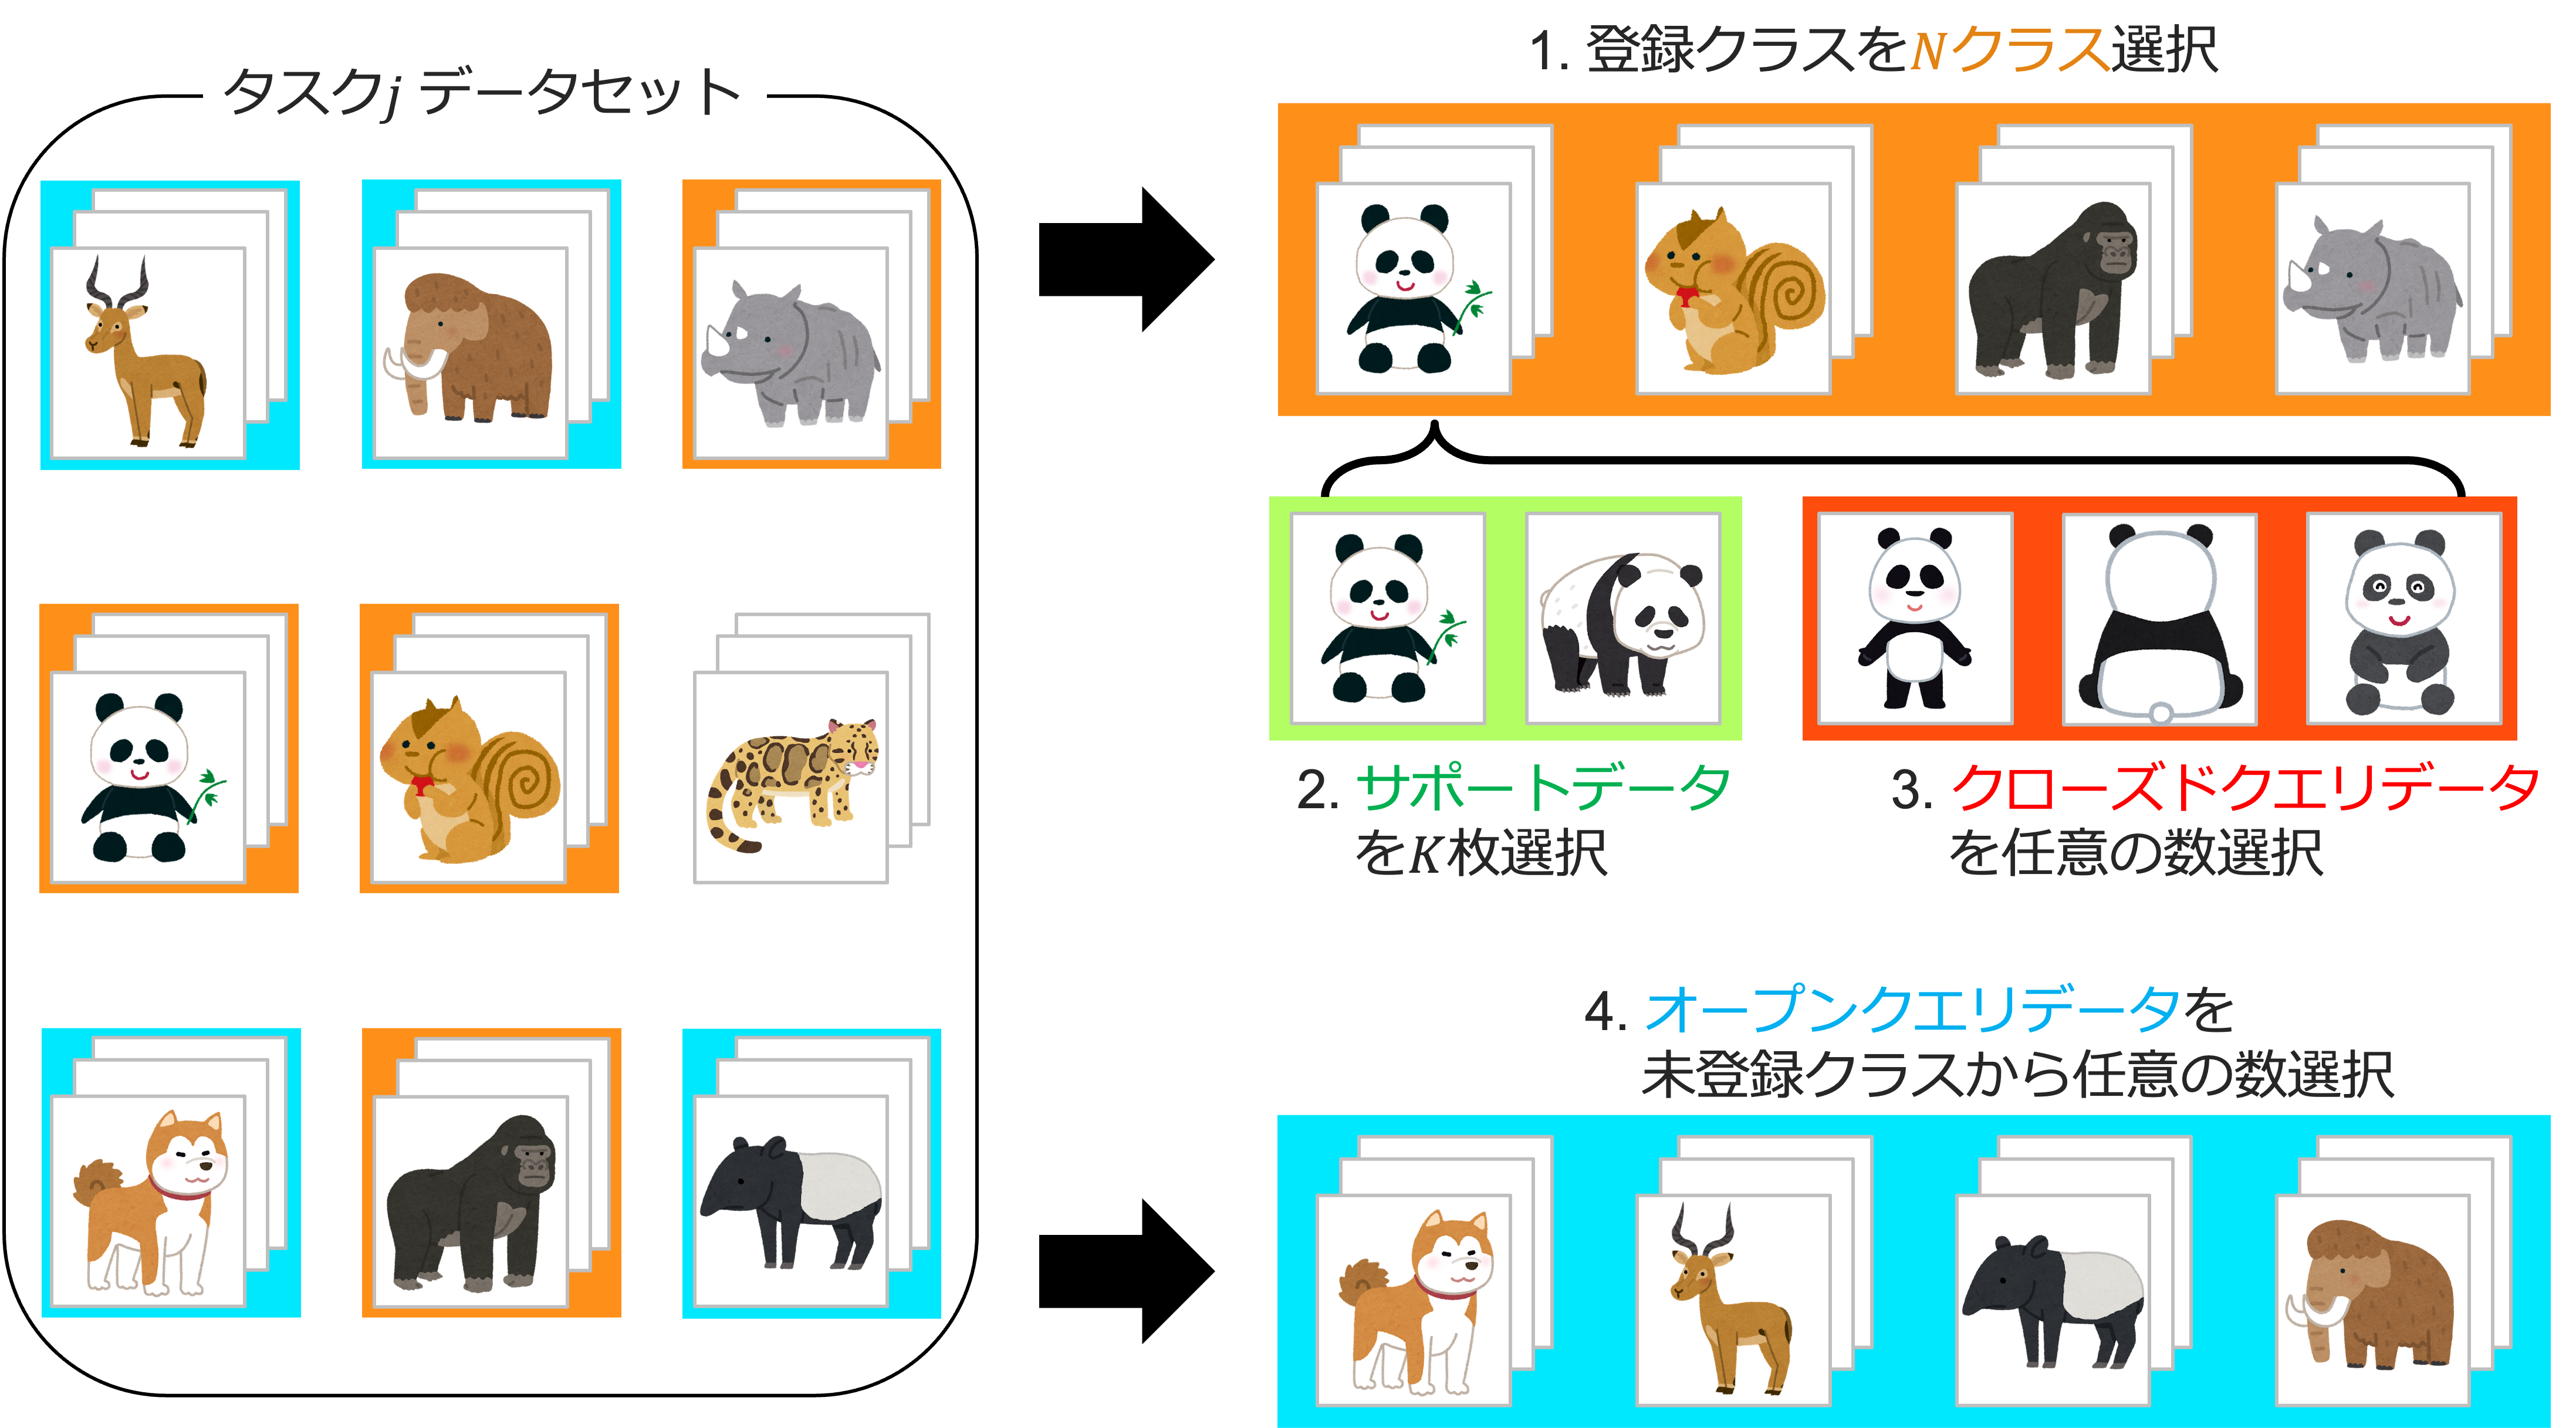 タスクj データセット
1. 登録クラスをNクラス選択
2. サポートデータ
をK枚選択
3. クローズドクエリデータ
を任意の数選択
4. オープンクエリデータを
未登録クラスから任意の数選択